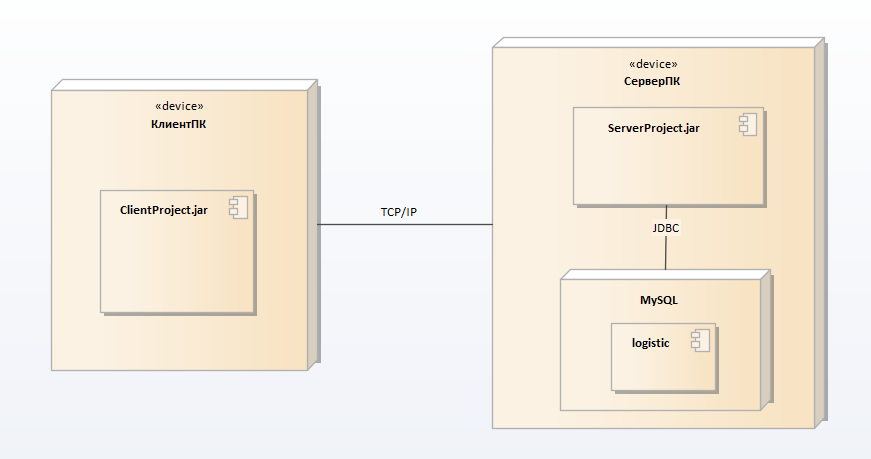 «device»
КлиентПК
ClientProject.jar
TCP/IP
«device»
СерверПК
ServerProject.jar
JDBC
MySQL
logistic